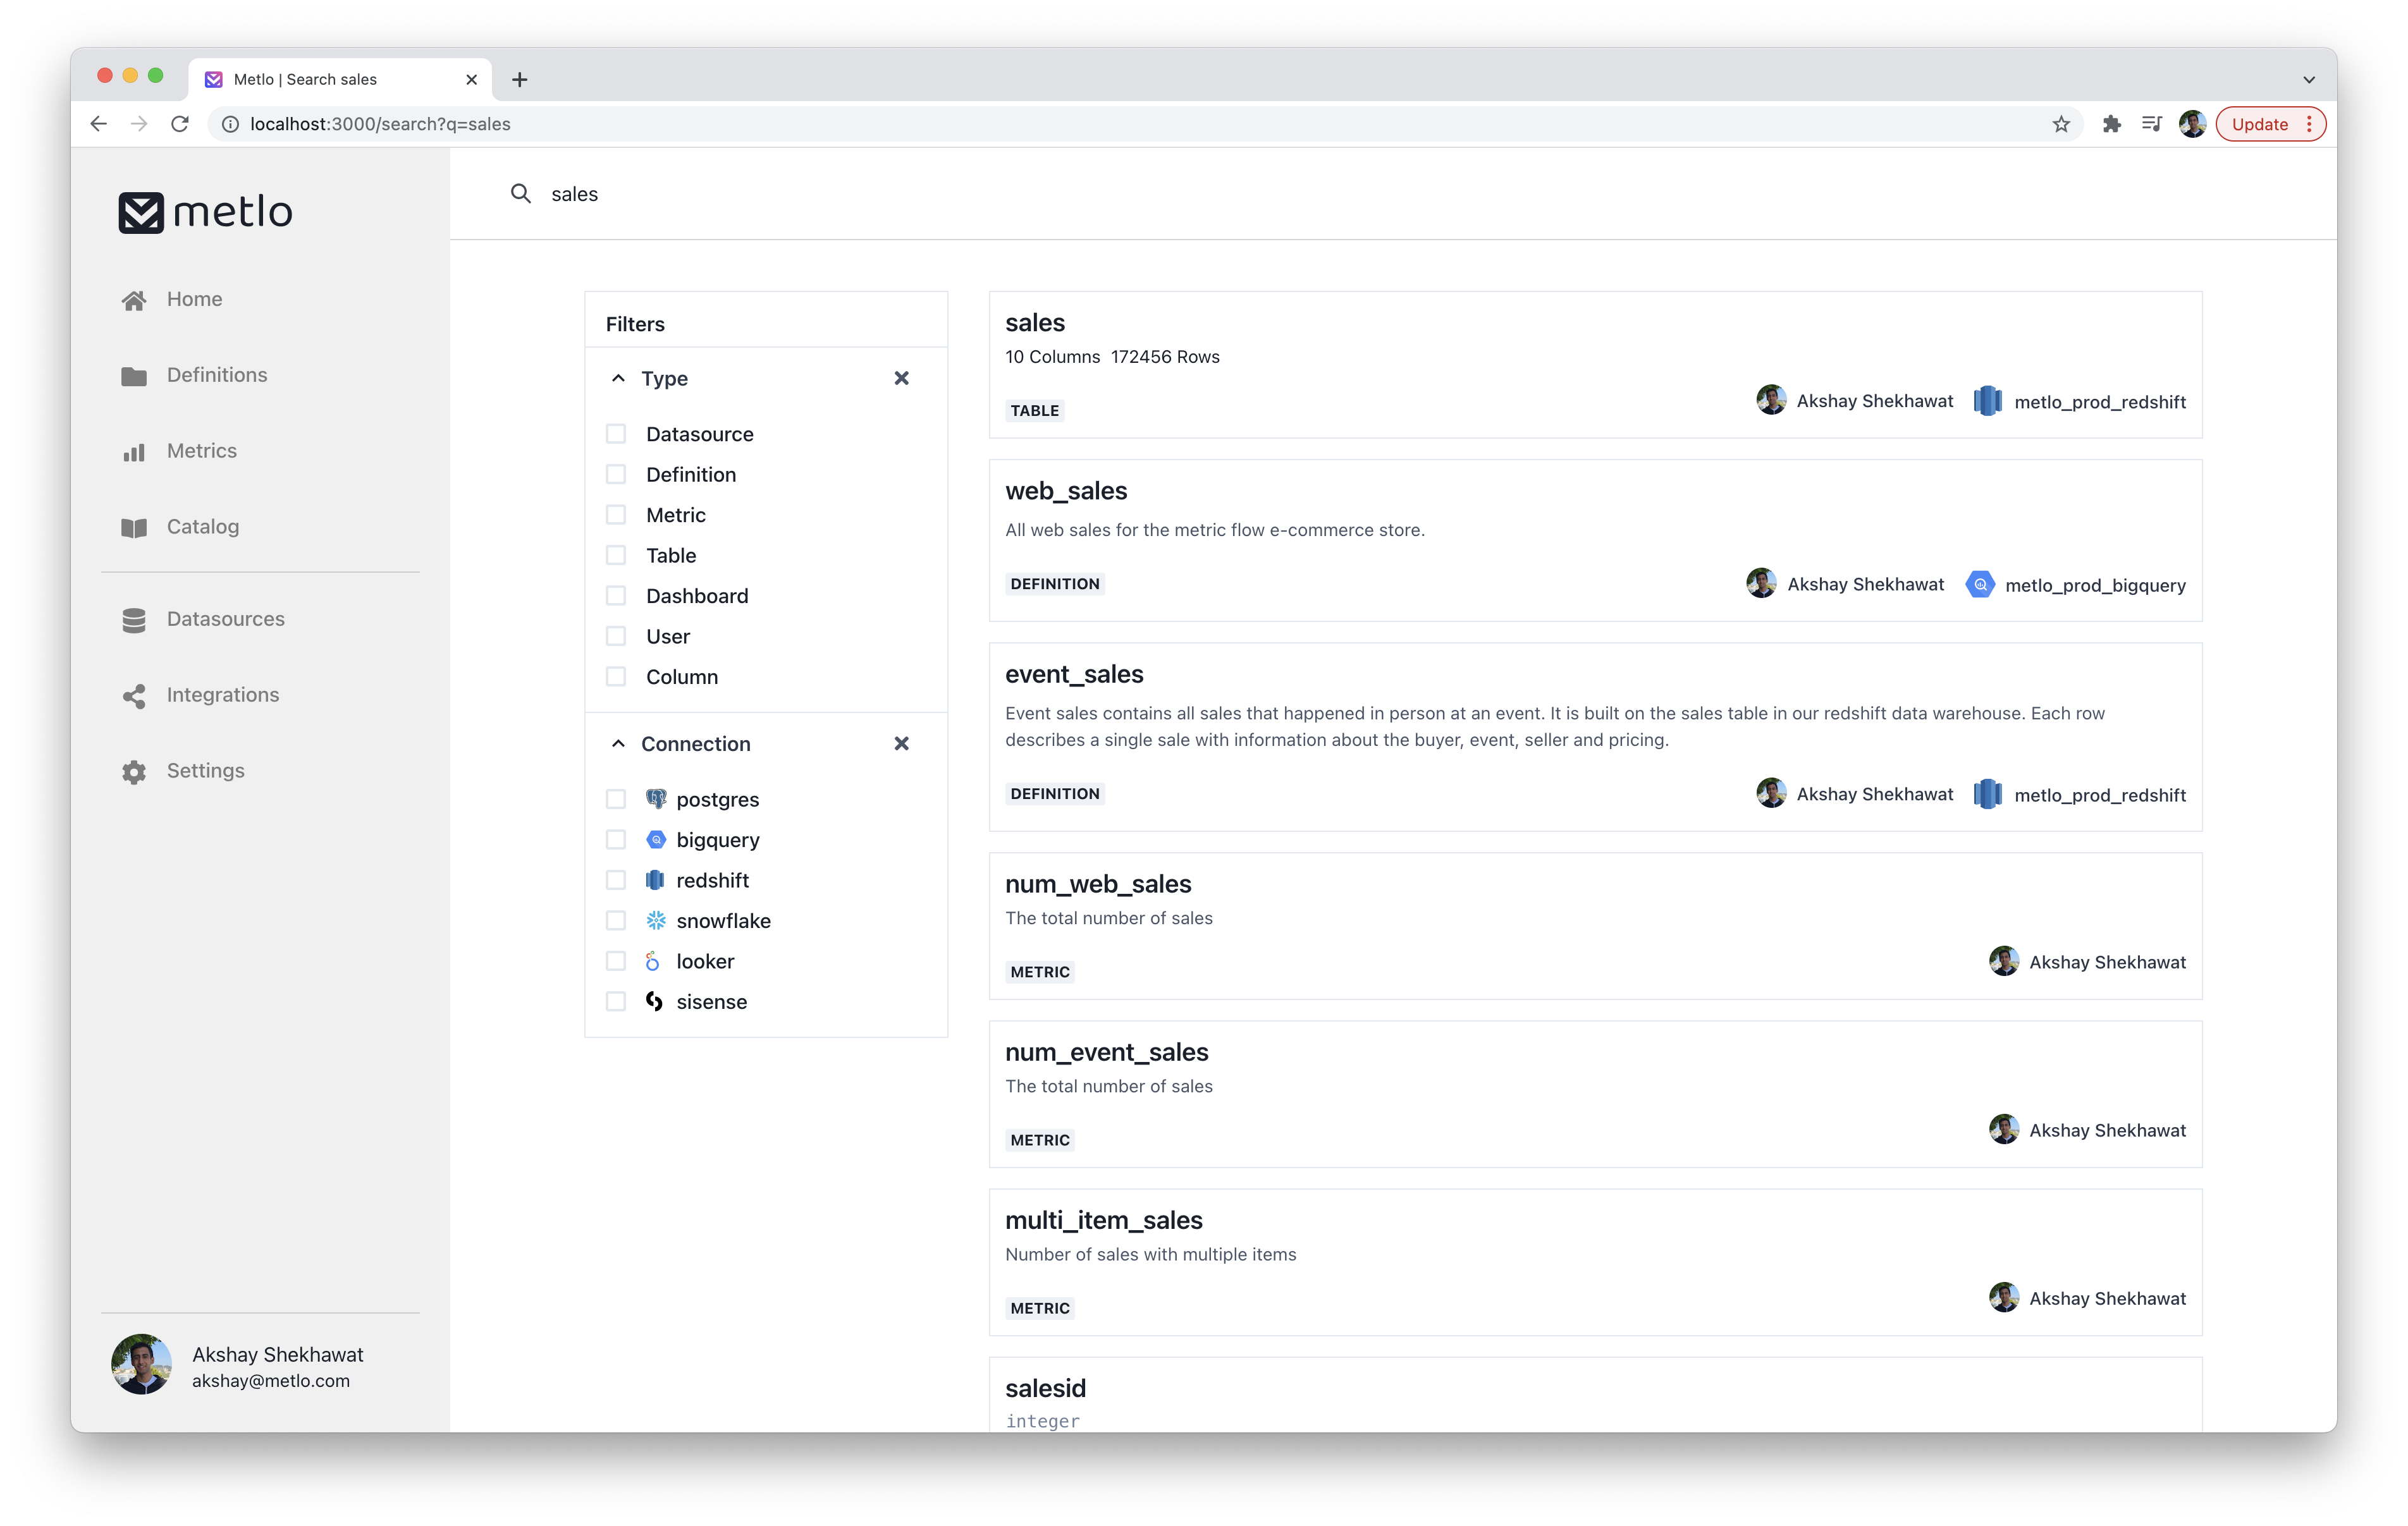 Metlo | Search sales
localhost:3000/search?q=sales
Update
metlo
Home
Definitions
Metrics
Catalog
Datasources
Integrations
Settings
Akshay Shekhawat
akshay@metlo.com
sales
Filters
Type
Datasource
Definition
Metric
Table
Dashboard
User
Column
Connection
postgres
bigquery
redshift
snowflake
looker
sisense
sales
10 Columns 172456 Rows
TABLE
Akshay Shekhawat metlo_prod_redshift
web_sales
All web sales for the metric flow e-commerce store.
DEFINITION
Akshay Shekhawat metlo_prod_bigquery
event_sales
Event sales contains all sales that happened in person at an event. It is built on the sales table in our redshift data warehouse. Each row
describes a single sale with information about the buyer, event, seller and pricing.
DEFINITION
Akshay Shekhawat metlo_prod_redshift
num_web_sales
The total number of sales
METRIC
Akshay Shekhawat
num_event_sales
The total number of sales
METRIC
Akshay Shekhawat
multi_item_sales
Number of sales with multiple items
METRIC
Akshay Shekhawat
salesid
integer